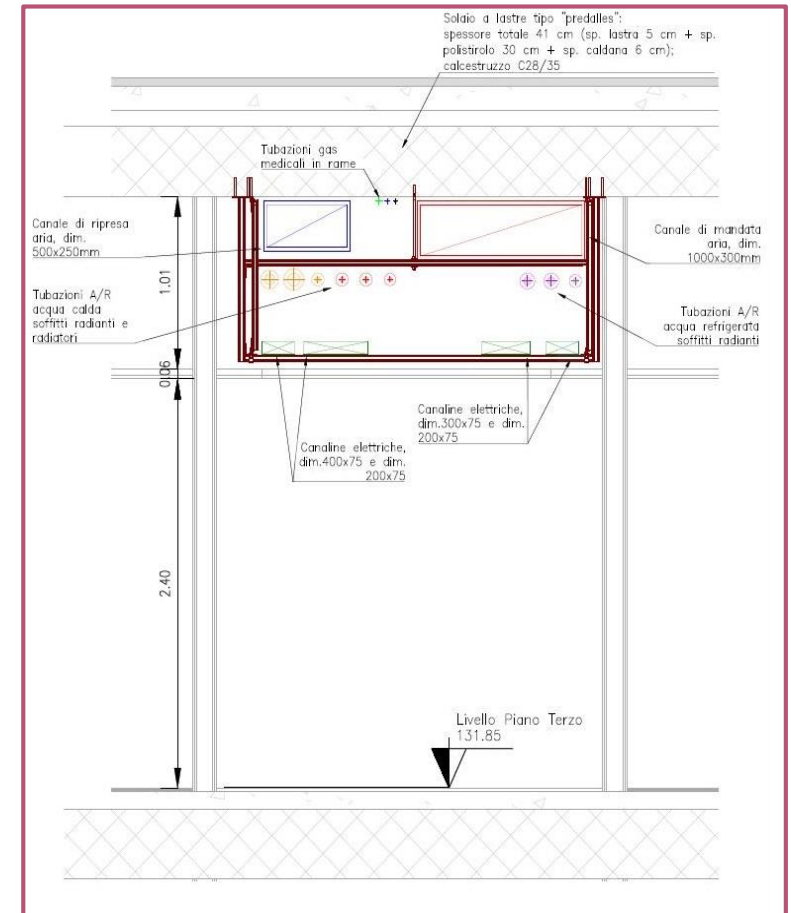 Solaio a lastre tipo "predalles":
spessore totale 41 cm (sp. lastra 5 cm + sp.
polistirolo 30 cm + sp. caldana 6 cm);
calcestruzzo C28/35
Tubazioni gas
medicali in rame
Canale di ripresa
aria, dim.
500x250mm
Canale di mandata
aria, dim.
1000x300mm
1.01
Tubazioni A/R
acqua calda
soffitti radianti e
radiatori
Tubazioni A/R
acqua refrigerata
soffitti radianti
0.06
Canaline elettriche,
dim.300x75 e dim.
200x75
Canaline elettriche,
dim.400x75 e dim.
200x75
2.40
Livello Piano Terzo
131.85